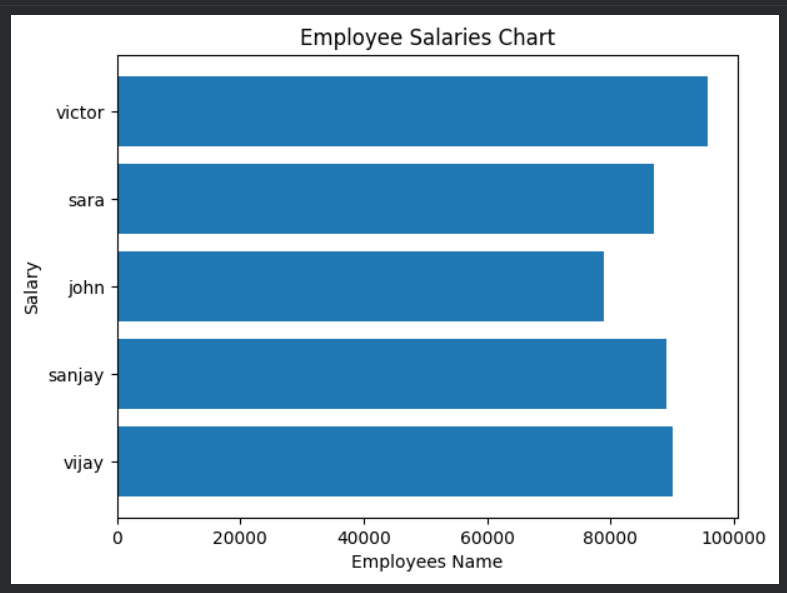 Employee Salaries Chart
victor
sara
john
sanjay
vijay
Salary
0 20000 40000 60000 80000 100000
Employees Name